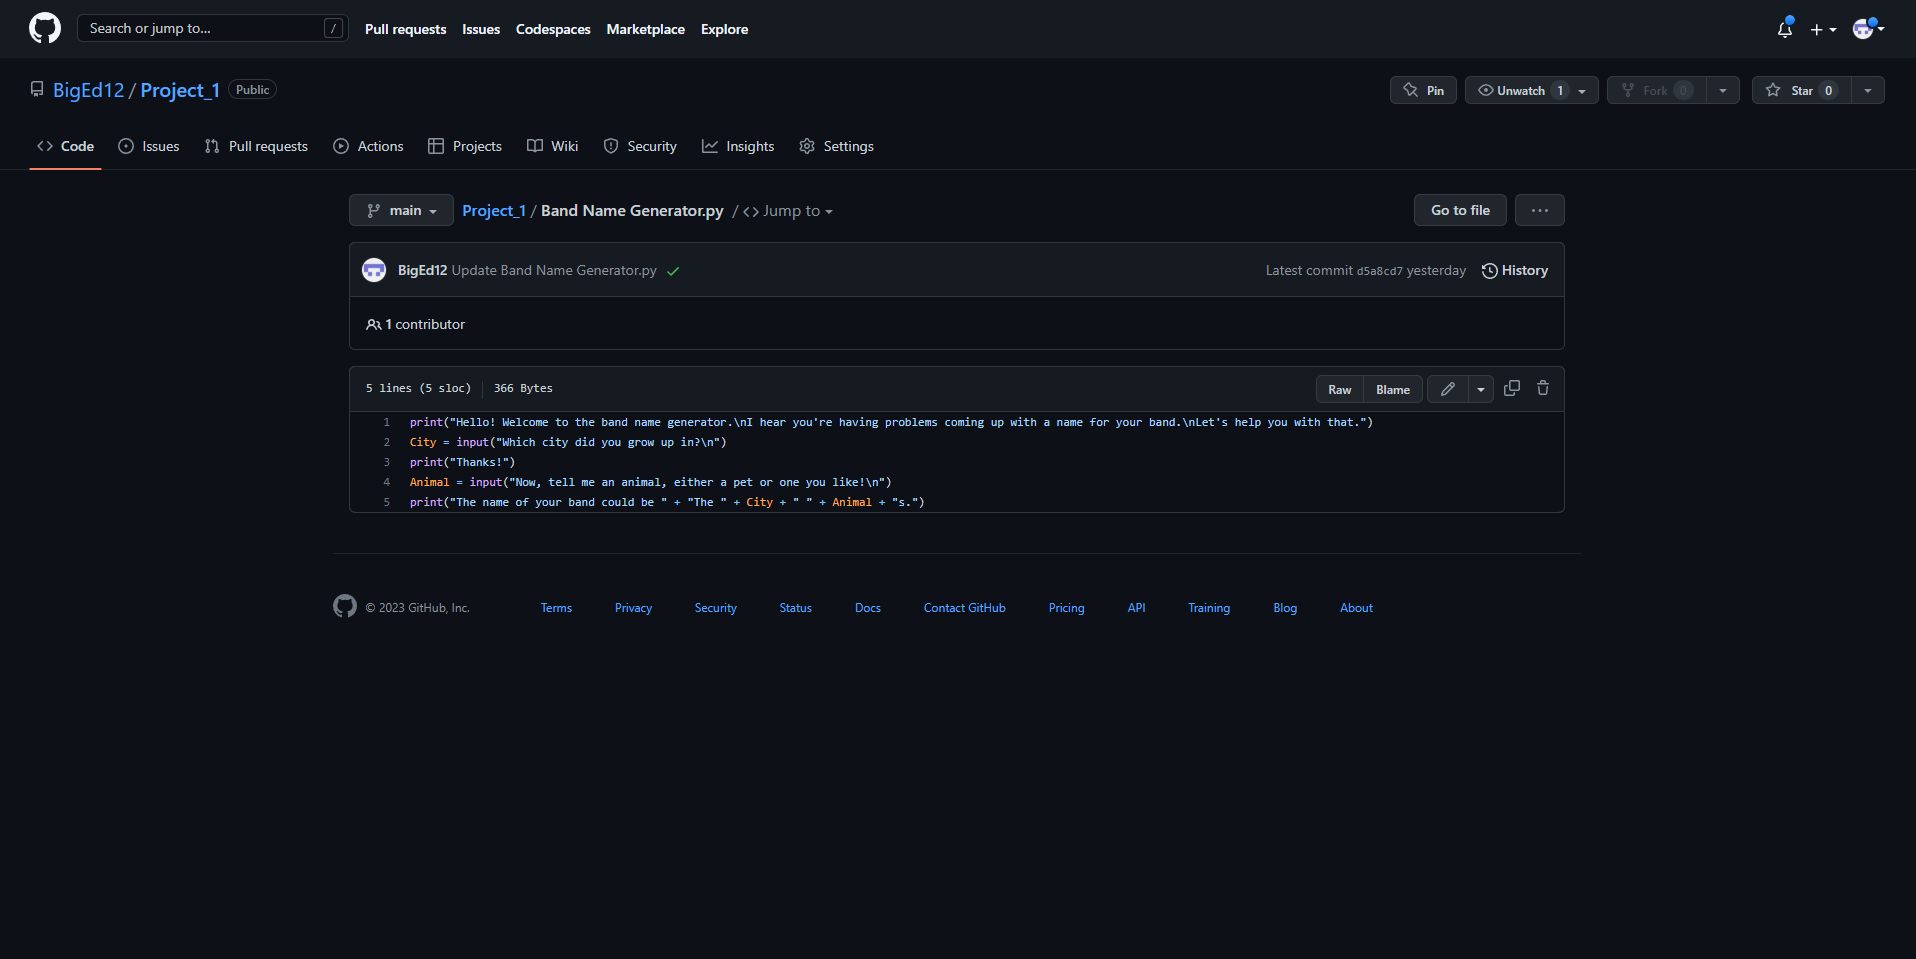 Search or jump to... /
Pull requests Issues Codespaces Marketplace Explore
BigEd12 / Project_1 Public
Pin Unwatch 1 Fork 0 Star 0
Code Issues Pull requests Actions Projects Wiki Security Insights Settings
main Project_1 / Band Name Generator.py / <> Jump to Go to file ...
BigEd12 Update Band Name Generator.py Latest commit d5a8cd7 yesterday History
1 contributor
5 lines (5 sloc) 366 Bytes Raw Blame
1 print("Hello! Welcome to the band name generator.\nI hear you're having problems coming up with a name for your band.\nLet's help you with that.")
2 City = input("Which city did you grow up in?\n")
3 print("Thanks!")
4 Animal = input("Now, tell me an animal, either a pet or one you like!\n")
5 print("The name of your band could be " + "The " + City + " " + Animal + "s.")
© 2023 GitHub, Inc. Terms Privacy Security Status Docs Contact GitHub Pricing API Training Blog About